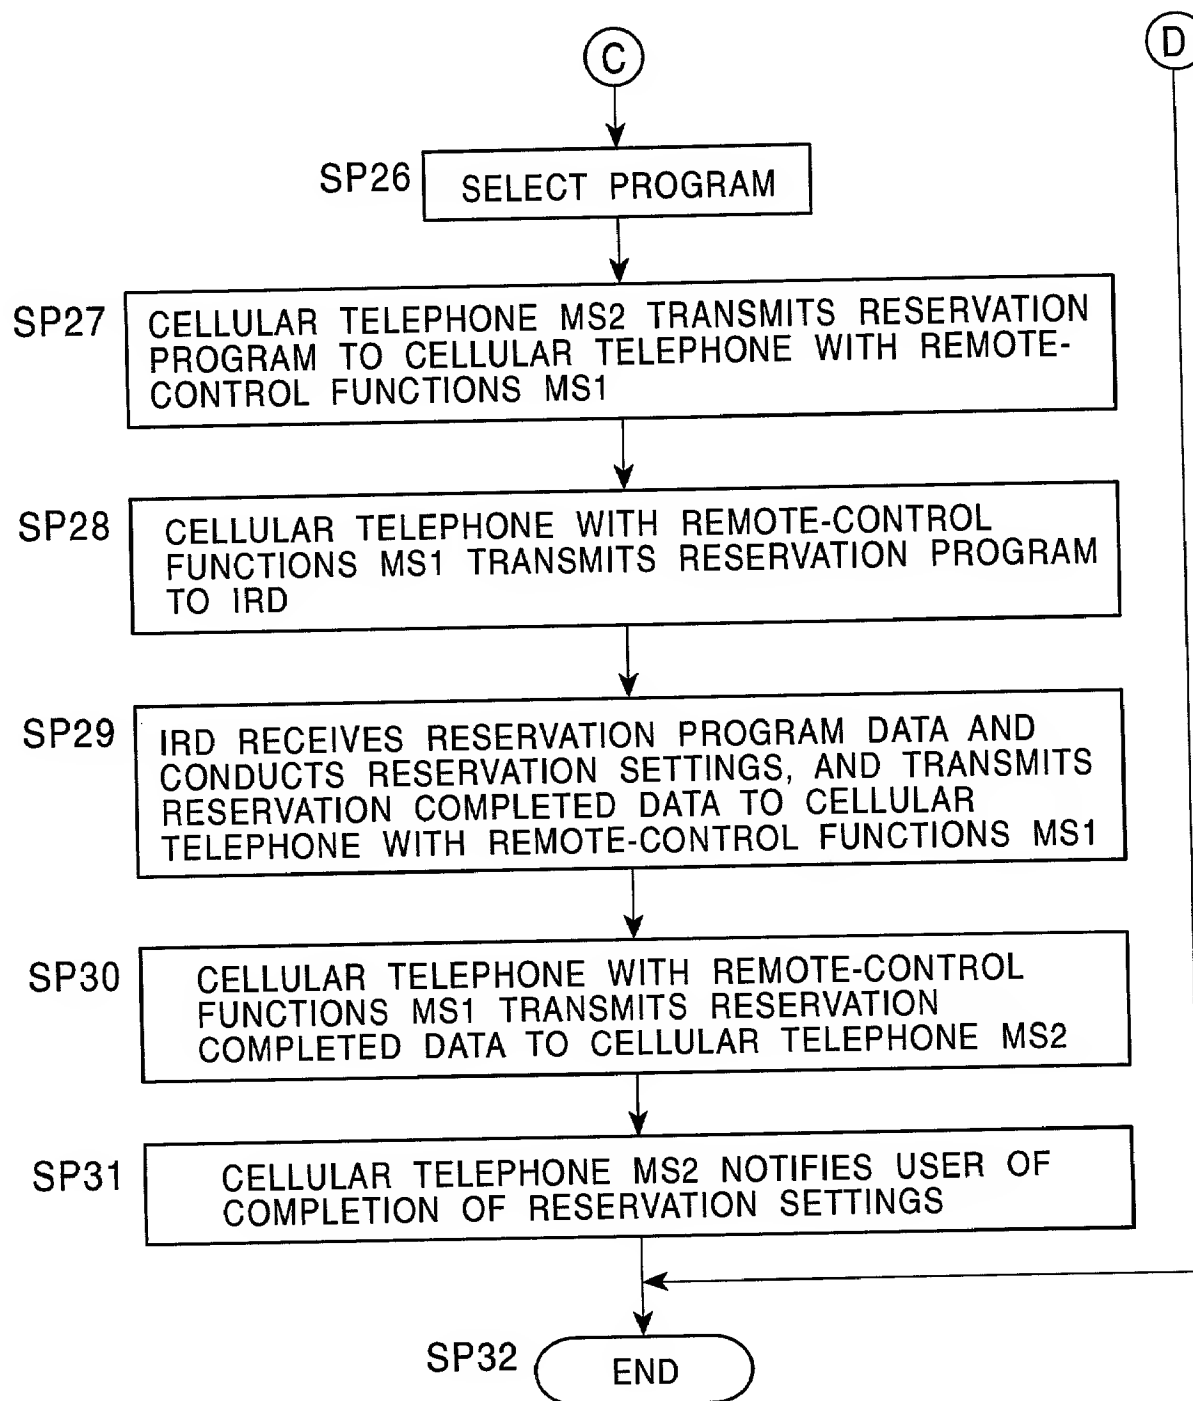 C
D
SP26
SELECT PROGRAM
SP27
CELLULAR TELEPHONE MS2 TRANSMITS RESERVATION
PROGRAM TO CELLULAR TELEPHONE WITH REMOTE-
CONTROL FUNCTIONS MS1
SP28
CELLULAR TELEPHONE WITH REMOTE-CONTROL
FUNCTIONS MS1 TRANSMITS RESERVATION PROGRAM
TO IRD
SP29
IRD RECEIVES RESERVATION PROGRAM DATA AND
CONDUCTS RESERVATION SETTINGS, AND TRANSMITS
RESERVATION COMPLETED DATA TO CELLULAR
TELEPHONE WITH REMOTE-CONTROL FUNCTIONS MS1
SP30
CELLULAR TELEPHONE WITH REMOTE-CONTROL
FUNCTIONS MS1 TRANSMITS RESERVATION
COMPLETED DATA TO CELLULAR TELEPHONE MS2
SP31
CELLULAR TELEPHONE MS2 NOTIFIES USER OF
COMPLETION OF RESERVATION SETTINGS
SP32
END